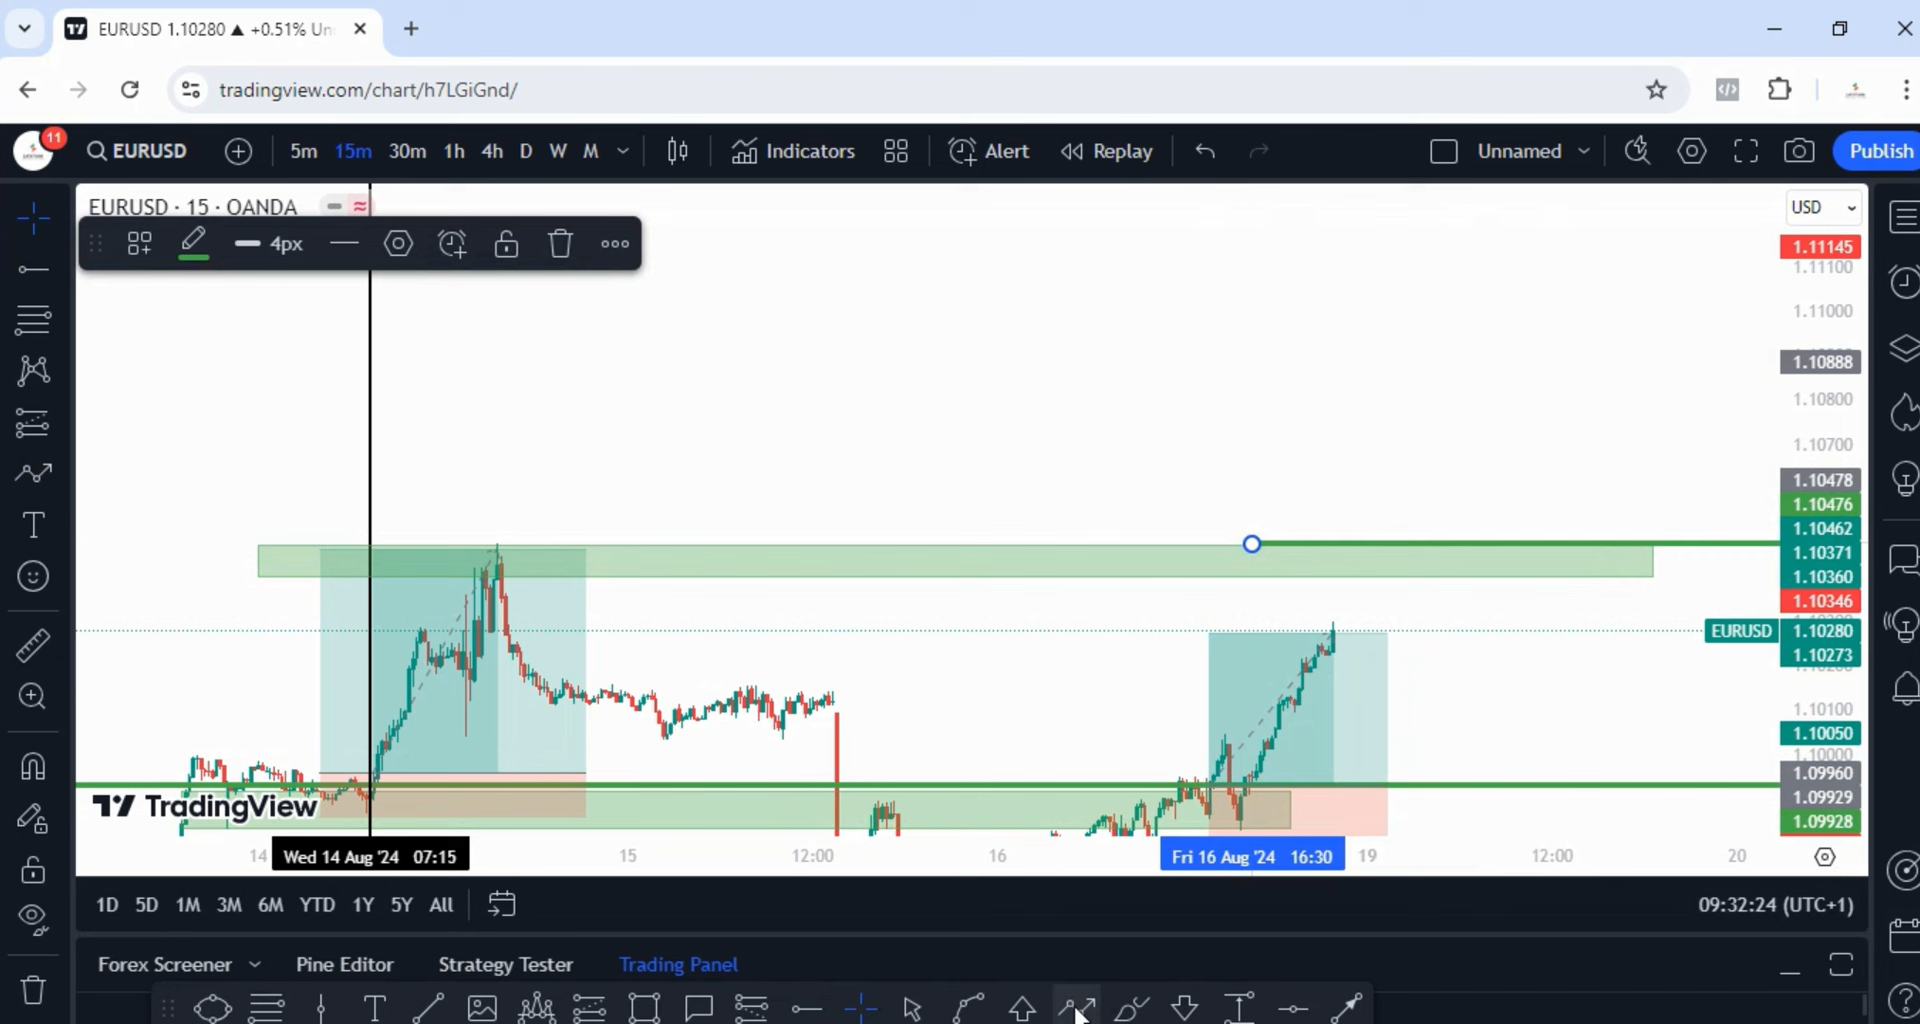 EURUSD 1.10280 ▲ +0.51% Un
tradingview.com/chart/h7LGiGnd/
11
EURUSD
5m 15m 30m 1h 4h D W M
Indicators
Alert
Replay
Unnamed
Publish
EURUSD · 15 · OANDA
USD
4px
1.11145
1.11100
1.11000
1.10888
1.10800
1.10700
1.10478
1.10476
1.10462
1.10371
1.10360
1.10346
EURUSD 1.10280
1.10273
1.10100
1.10050
1.10000
1.09960
1.09929
1.09928
TradingView
14 Wed 14 Aug '24 07:15 15 12:00 16 Fri 16 Aug '24 16:30 19 12:00 20
1D 5D 1M 3M 6M YTD 1Y 5Y All
09:32:24 (UTC+1)
Forex Screener Pine Editor Strategy Tester Trading Panel